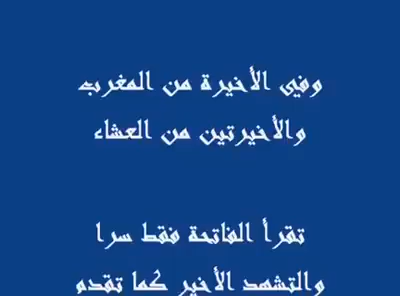 وفي الأخيرة من المغرب
والأخيرتين من العشاء
تقرأ الفاتحة فقط سرا
والتشهد الأخير كما تقدم